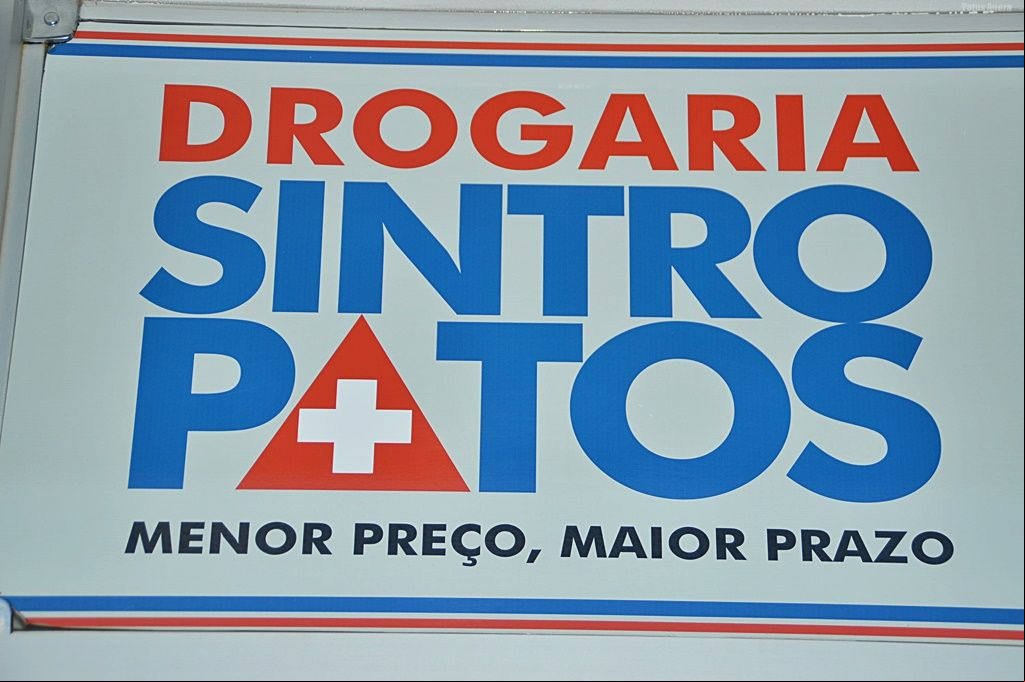 DROGARIA
SINTRO
PATOS
MENOR PREÇO, MAIOR PRAZO